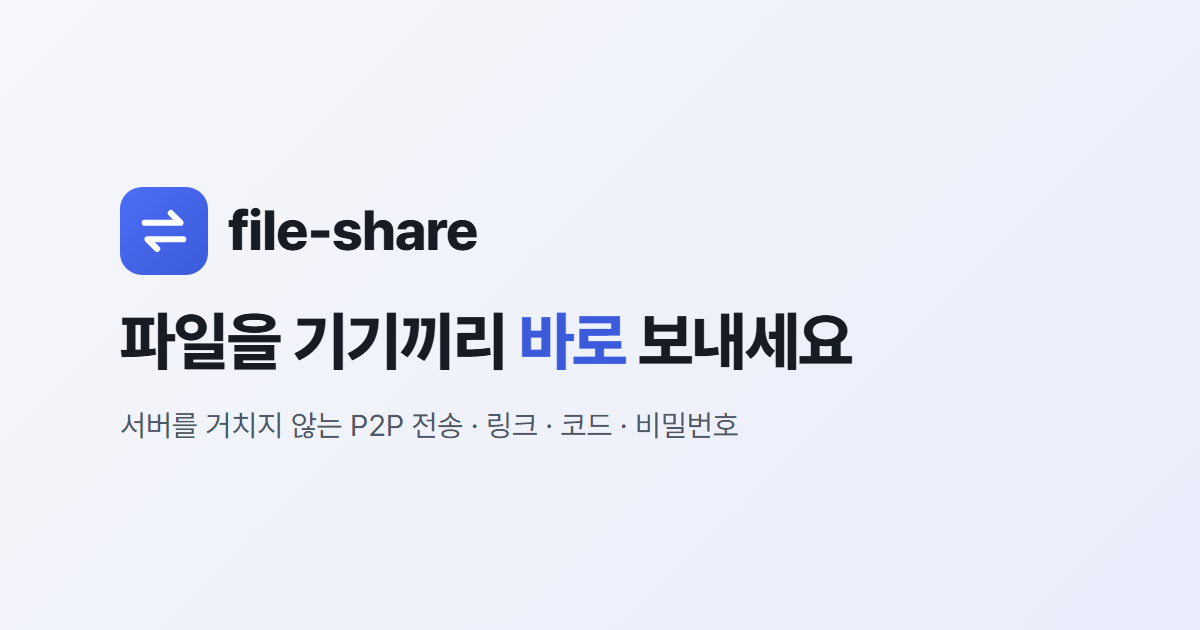 file-share
파일을 기기끼리 바로 보내세요
서버를 거치지 않는 P2P 전송 · 링크 · 코드 · 비밀번호